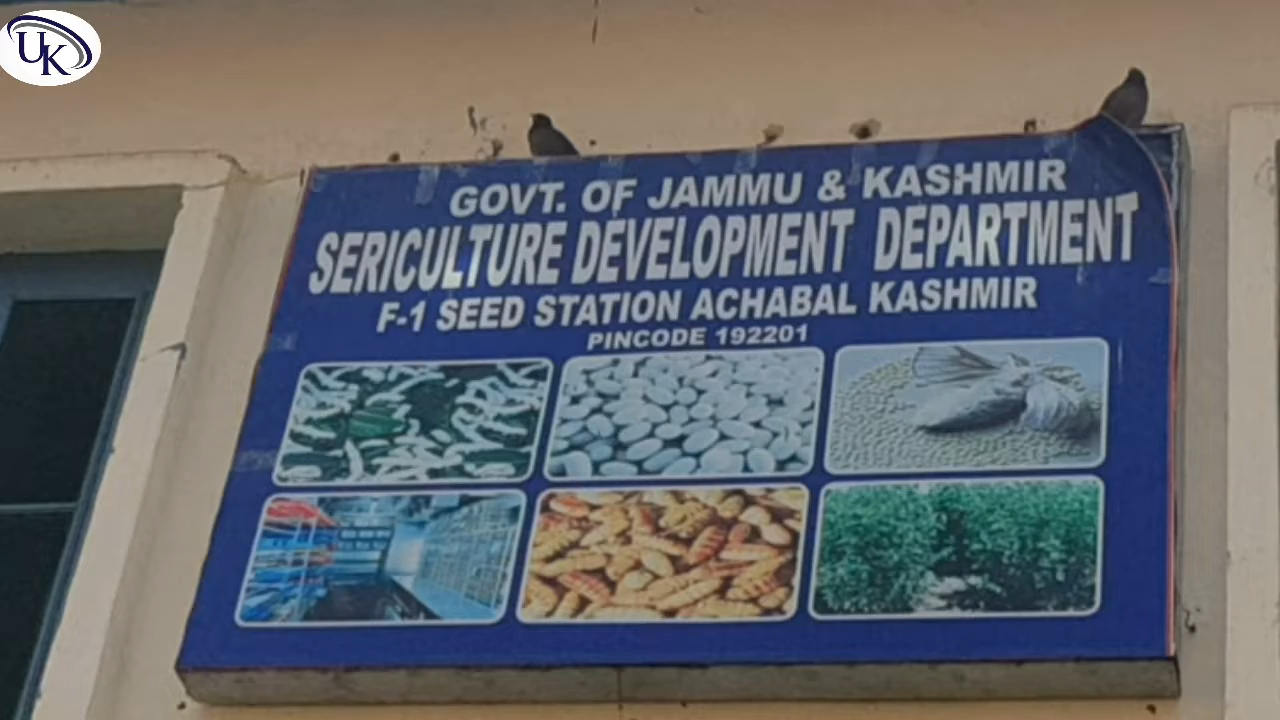 UK
GOVT. OF JAMMU & KASHMIR
SERICULTURE DEVELOPMENT DEPARTMENT
F-1 SEED STATION ACHABAL KASHMIR
PINCODE 192201